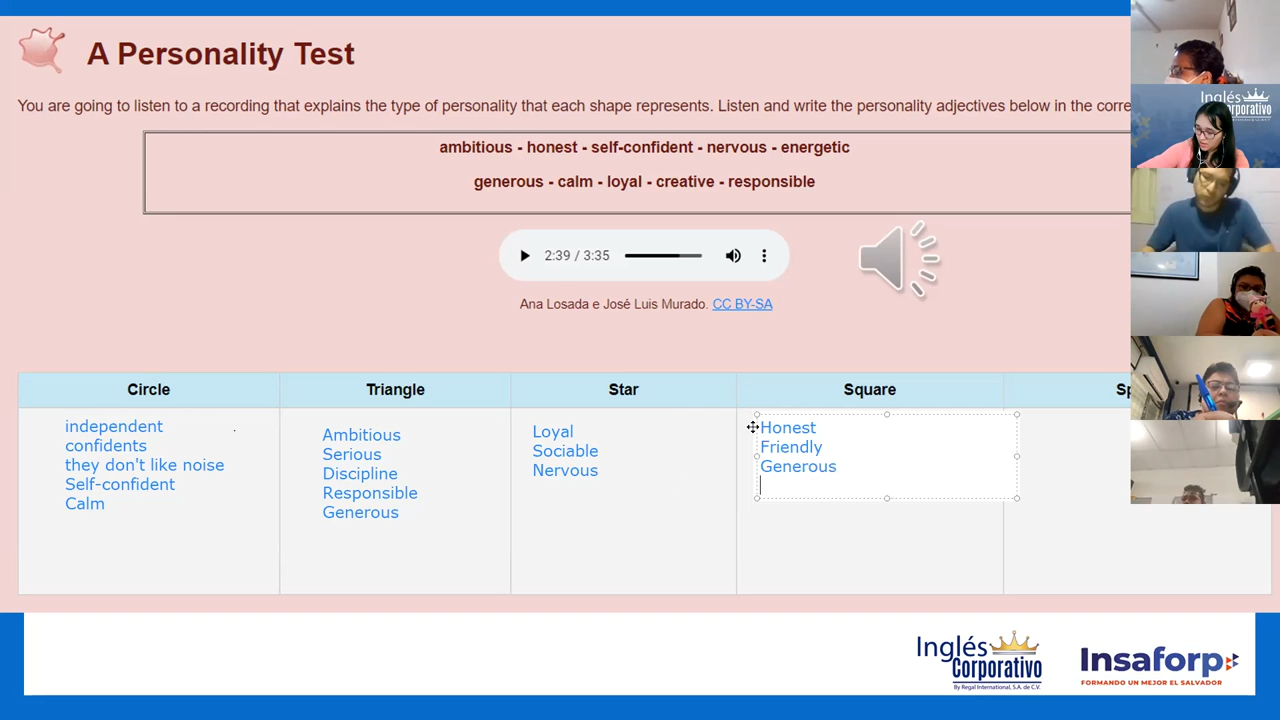 A Personality Test
You are going to listen to a recording that explains the type of personality that each shape represents. Listen and write the personality adjectives below in the
ambitious - honest - self-confident - nervous - energetic
generous - calm - loyal - creative - responsible
2:39 / 3:35
Ana Losada e José Luis Murado. CC BY-SA
Circle Triangle Star Square
independent
confidents
they don't like noise
Self-confident
Calm
Ambitious
Serious
Discipline
Responsible
Generous
Loyal
Sociable
Nervous
Honest
Friendly
Generous
Inglés
Corporativo
By Regal International, S.A. de C.V.
Insaforp
FORMANDO UN MEJOR EL SALVADOR
Inglés